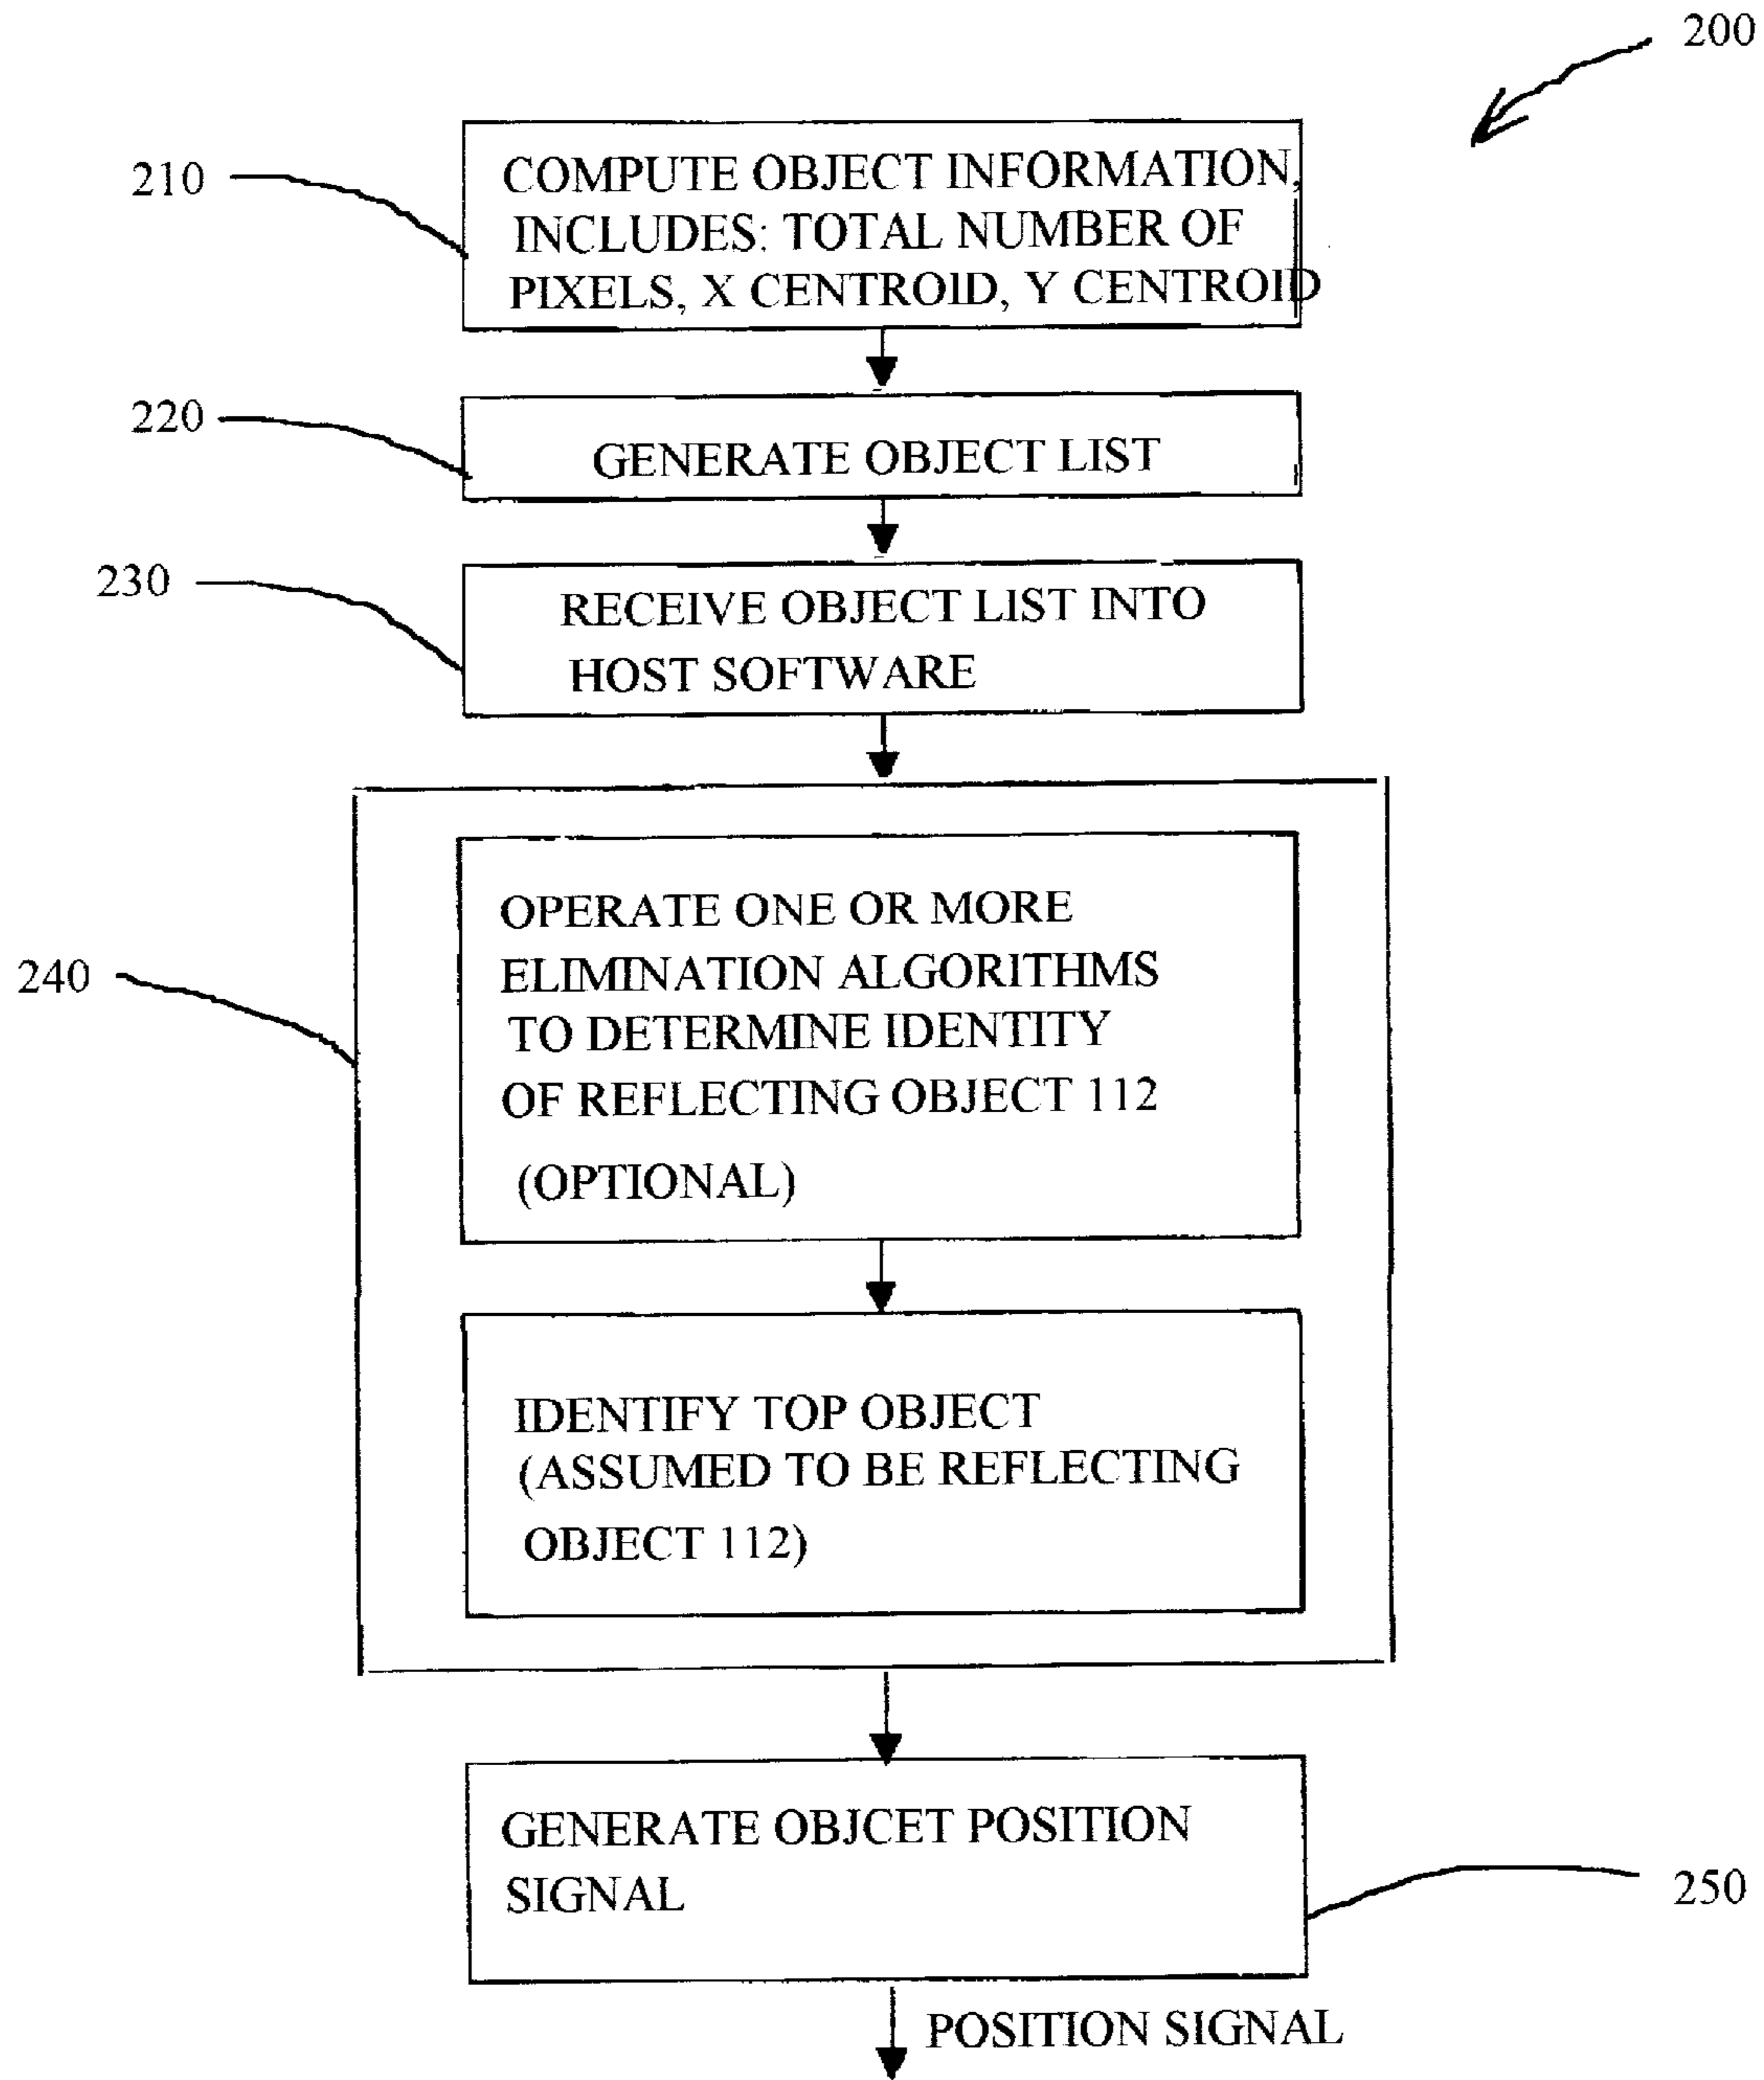 200
210
COMPUTE OBJECT INFORMATION,
INCLUDES: TOTAL NUMBER OF
PIXELS, X CENTROID, Y CENTROID
220
GENERATE OBJECT LIST
230
RECEIVE OBJECT LIST INTO
HOST SOFTWARE
240
OPERATE ONE OR MORE
ELIMINATION ALGORITHMS
TO DETERMINE IDENTITY
OF REFLECTING OBJECT 112
(OPTIONAL)
IDENTIFY TOP OBJECT
(ASSUMED TO BE REFLECTING
OBJECT 112)
GENERATE OBJCET POSITION
SIGNAL
250
POSITION SIGNAL